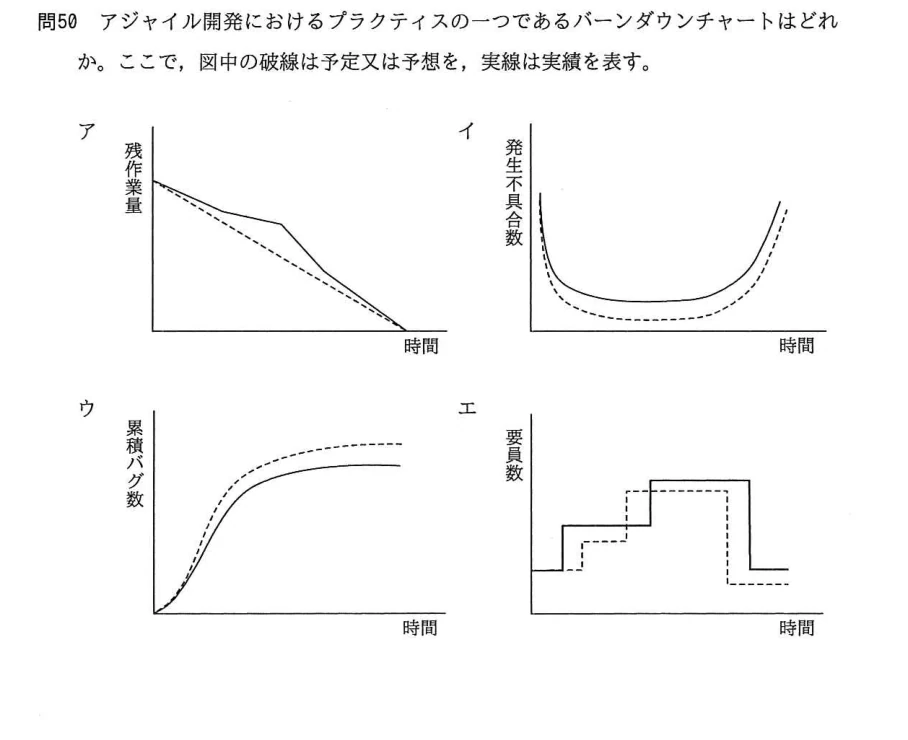 問50 アジャイル開発におけるプラクティスの一つであるバーンダウンチャートはどれ
か。ここで，図中の破線は予定又は予想を，実線は実績を表す。
ア
残作業量
時間
イ
発生不具合数
時間
ウ
累積バグ数
時間
エ
要員数
時間